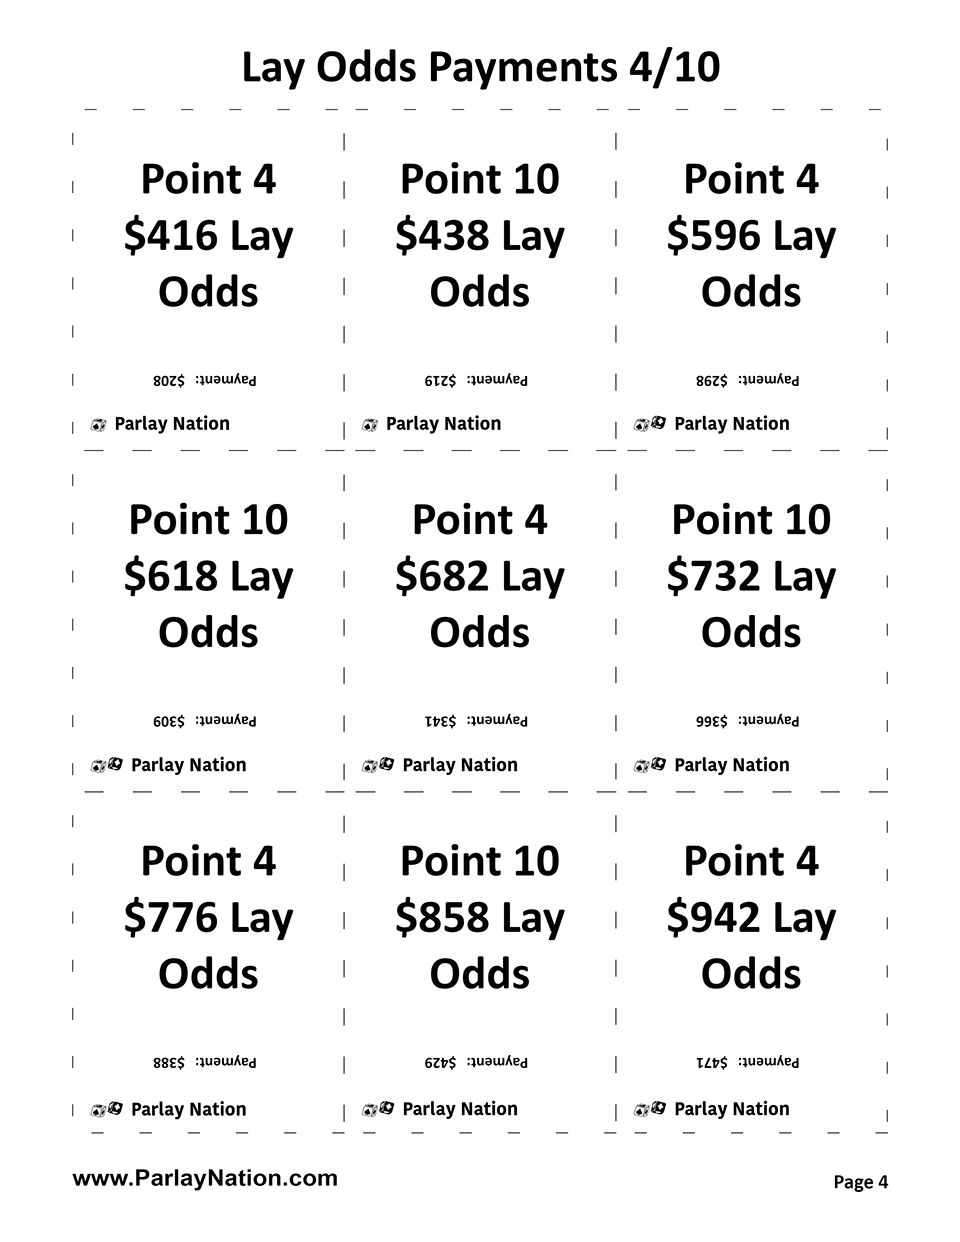 Lay Odds Payments 4/10
Point 4
$416 Lay
Odds
Payment: $208
Parlay Nation
Point 10
$438 Lay
Odds
Payment: $219
Parlay Nation
Point 4
$596 Lay
Odds
Payment: $298
Parlay Nation
Point 10
$618 Lay
Odds
Payment: $309
Parlay Nation
Point 4
$682 Lay
Odds
Payment: $341
Parlay Nation
Point 10
$732 Lay
Odds
Payment: $366
Parlay Nation
Point 4
$776 Lay
Odds
Payment: $388
Parlay Nation
Point 10
$858 Lay
Odds
Payment: $429
Parlay Nation
Point 4
$942 Lay
Odds
Payment: $471
Parlay Nation
www.ParlayNation.com
Page 4